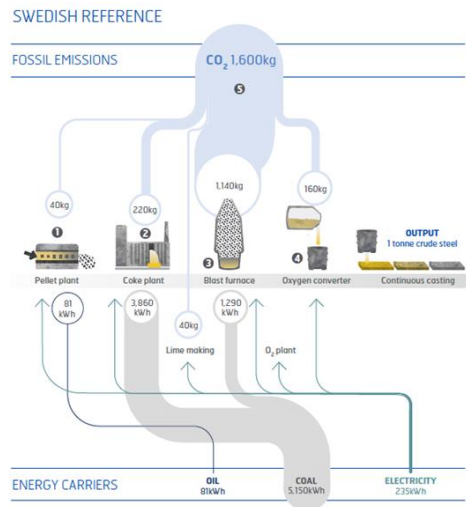 SWEDISH REFERENCE
FOSSIL EMISSIONS
CO₂ 1,600kg
5
1,140kg
160kg
40kg
220kg
1
2
3
4
OUTPUT
1 tonne crude steel
Pellet plant
Coke plant
Blast furnace
Oxygen converter
Continuous casting
81
kWh
3,860
kWh
40kg
1,290
kWh
Lime making
O₂ plant
ENERGY CARRIERS
OIL
81kWh
COAL
5,150kWh
ELECTRICITY
235kWh